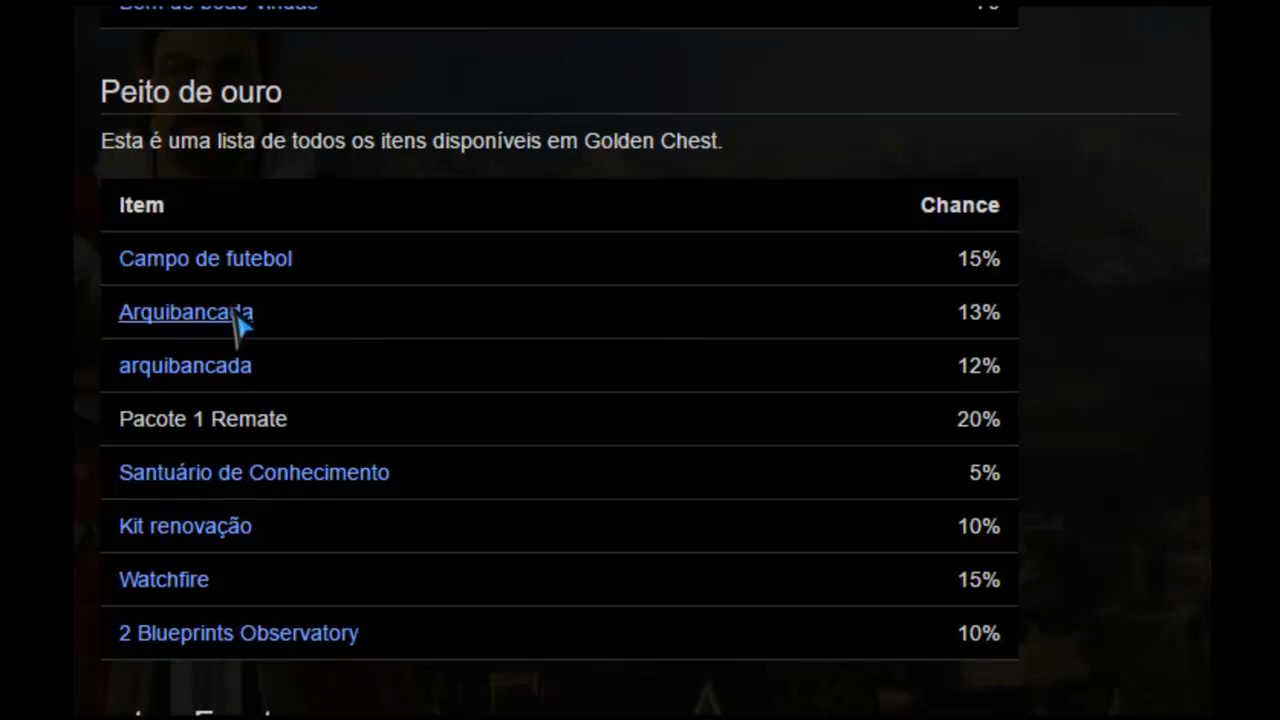 Peito de ouro
Esta é uma lista de todos os itens disponíveis em Golden Chest.
Item Chance
Campo de futebol 15%
Arquibancada 13%
arquibancada 12%
Pacote 1 Remate 20%
Santuário de Conhecimento 5%
Kit renovação 10%
Watchfire 15%
2 Blueprints Observatory 10%